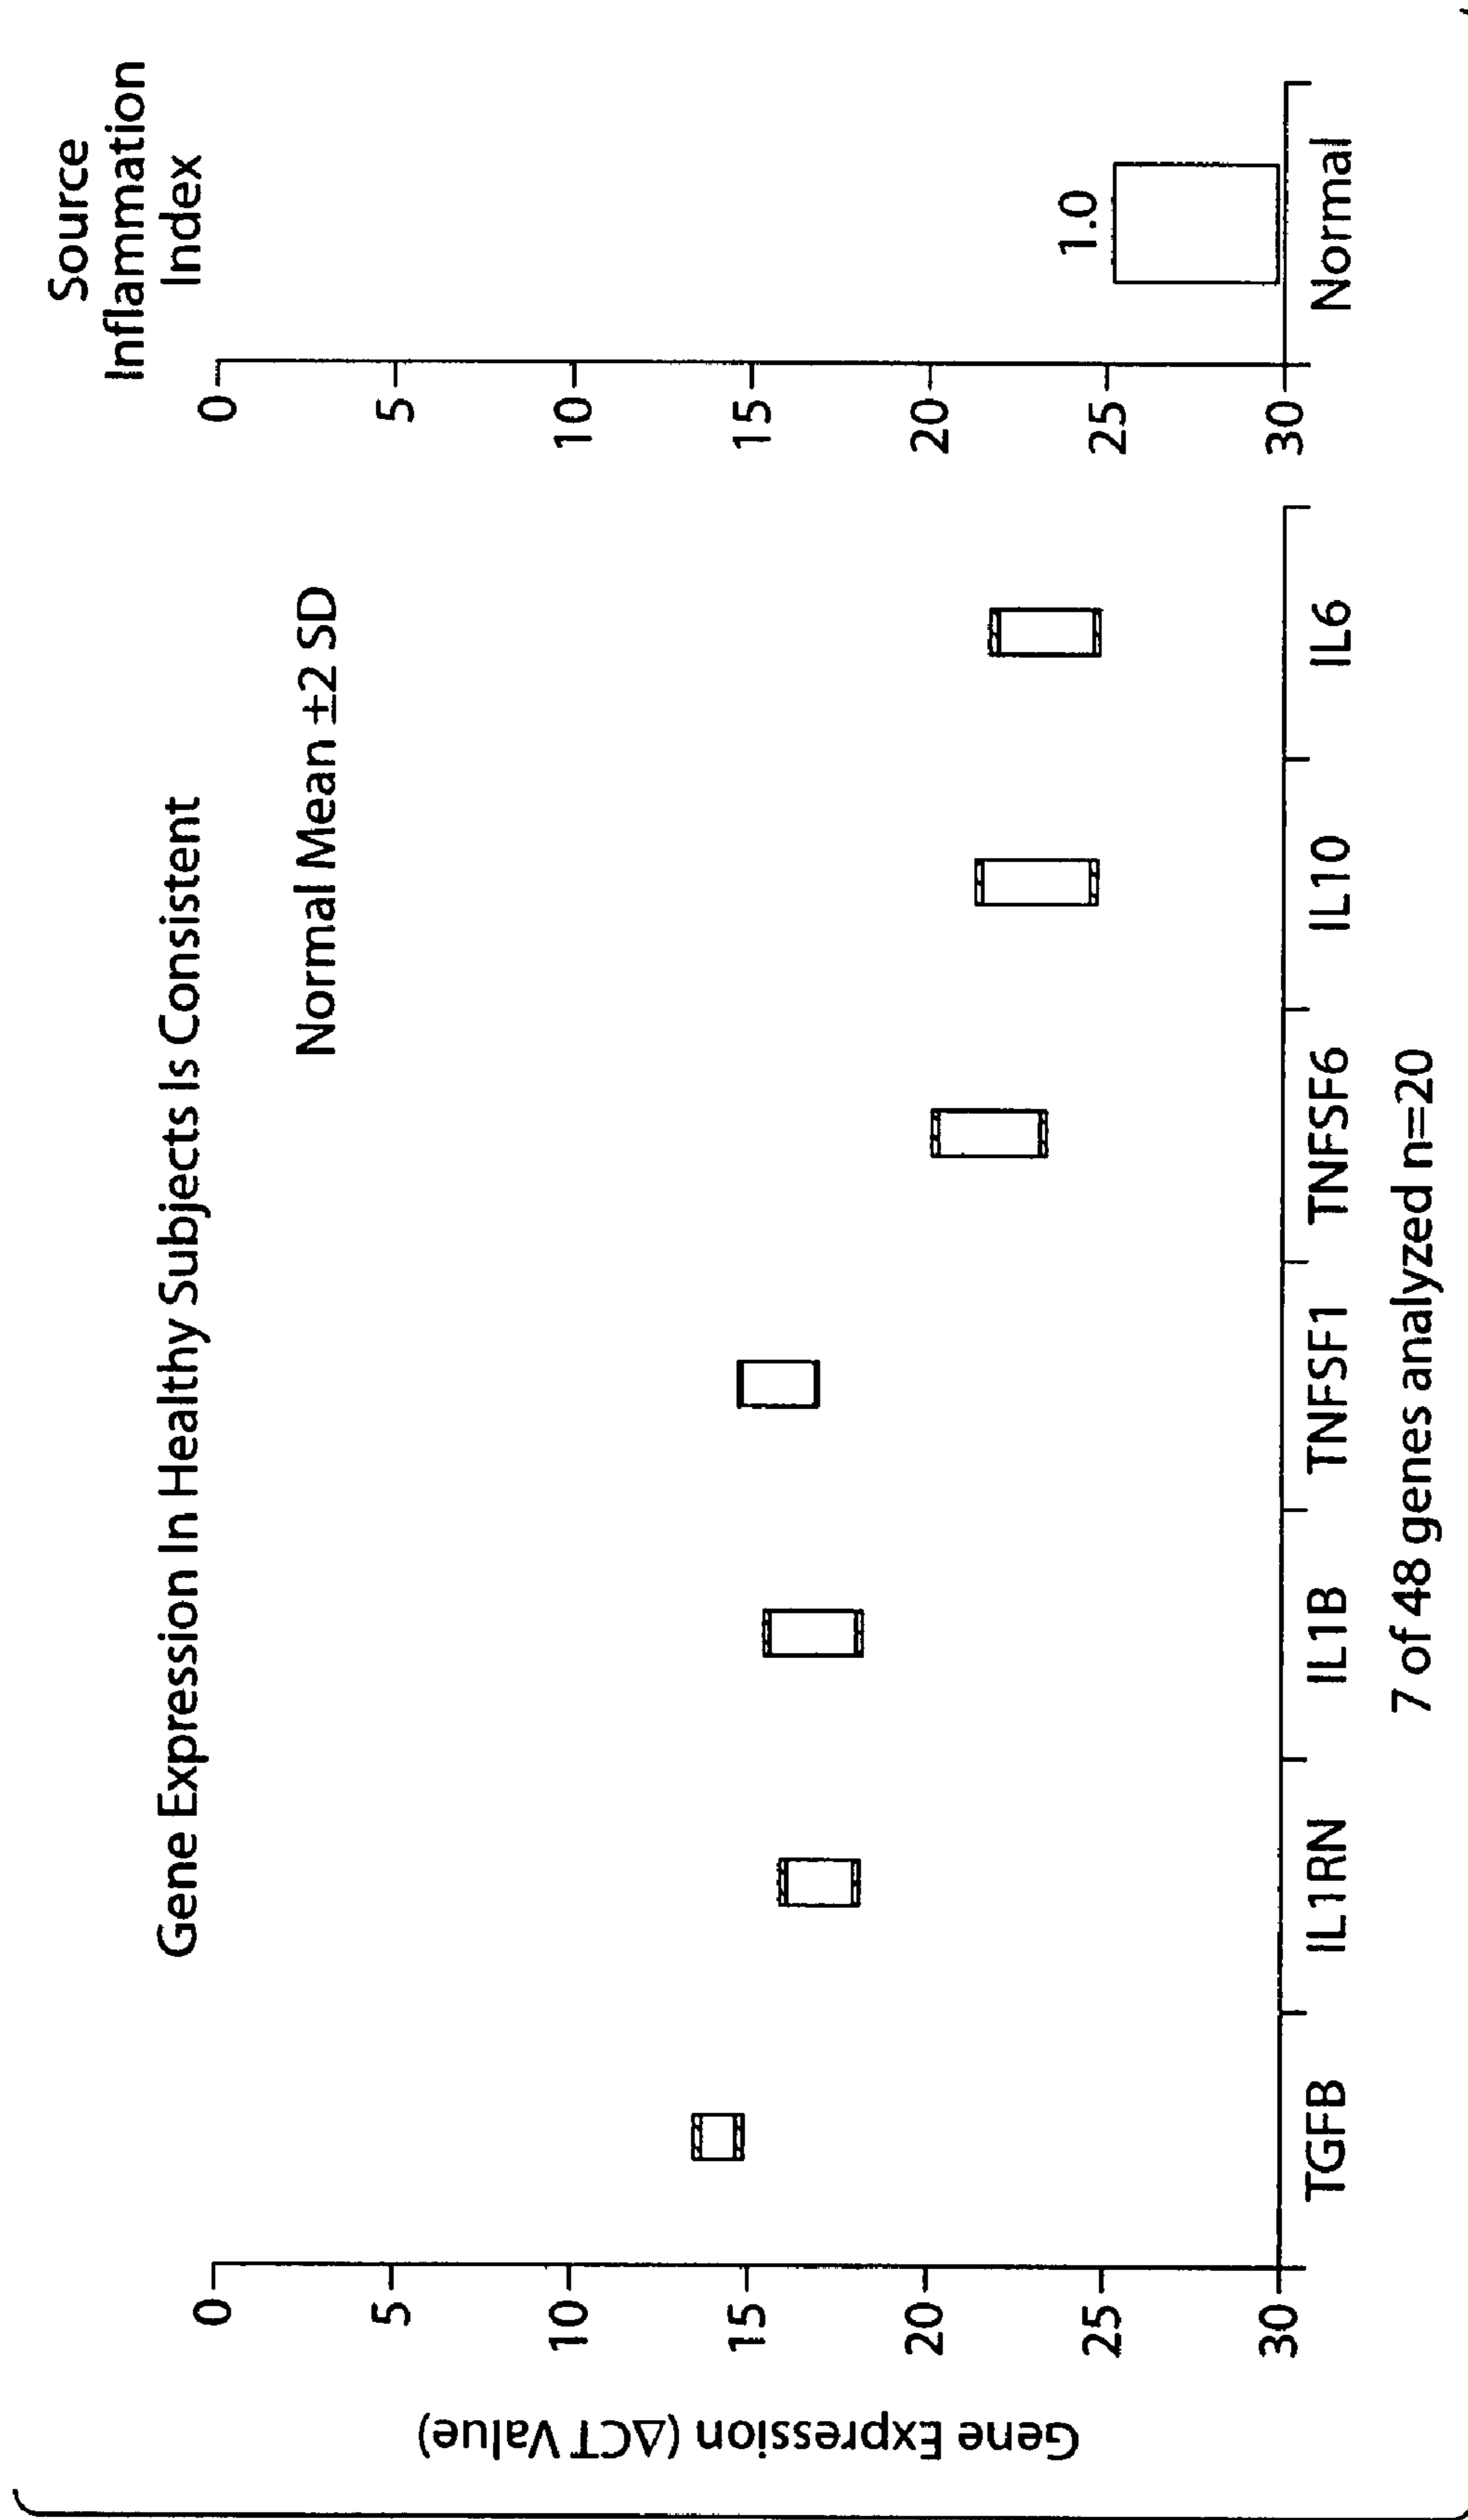 Gene Expression In Healthy Subjects Is Consistent
Normal Mean ±2 SD
Gene Expression (ΔCT Value)
0
5
10
15
20
25
30
TGFB IL1RN IL1B TNFSF1 TNFSF6 IL10 IL6
7 of 48 genes analyzed n=20
Source
Inflammation
Index
0
5
10
15
20
25
30
1.0
Normal